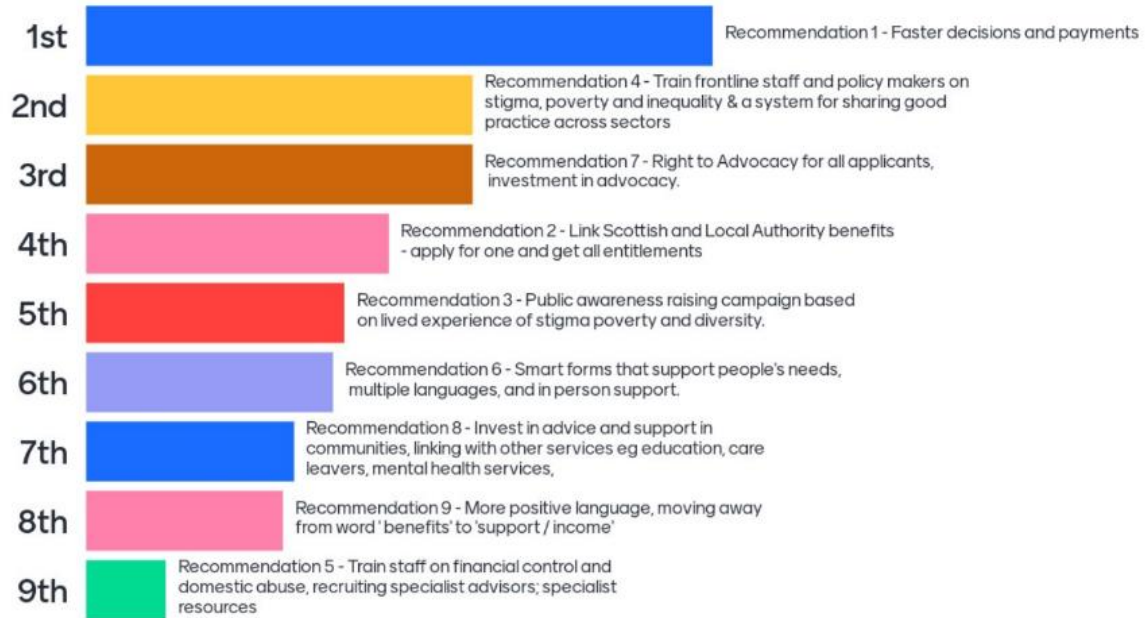 1st
Recommendation 1 - Faster decisions and payments
2nd
Recommendation 4 - Train frontline staff and policy makers on
stigma, poverty and inequality & a system for sharing good
practice across sectors
3rd
Recommendation 7 - Right to Advocacy for all applicants,
investment in advocacy.
4th
Recommendation 2 - Link Scottish and Local Authority benefits
- apply for one and get all entitlements
5th
Recommendation 3 - Public awareness raising campaign based
on lived experience of stigma poverty and diversity.
6th
Recommendation 6 - Smart forms that support people's needs,
multiple languages, and in person support.
7th
Recommendation 8 - Invest in advice and support in
communities, linking with other services eg education, care
leavers, mental health services,
8th
Recommendation 9 - More positive language, moving away
from word ' benefits' to 'support / income'
9th
Recommendation 5 - Train staff on financial control and
domestic abuse, recruiting specialist advisors; specialist
resources